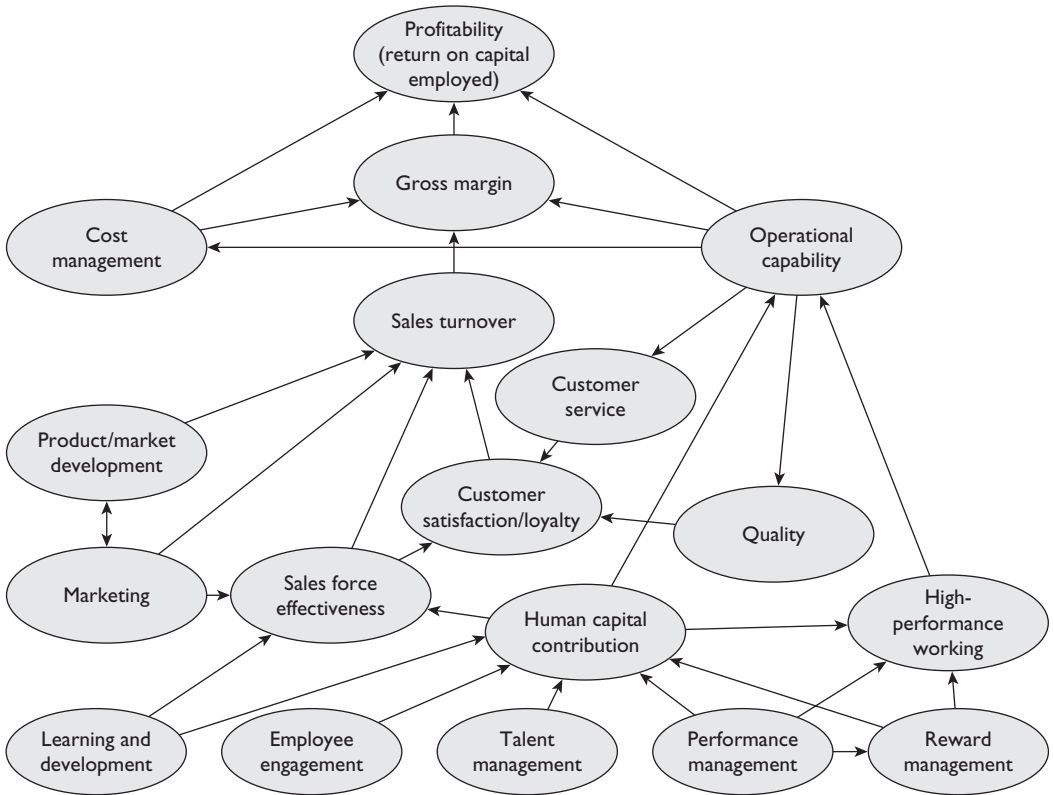 Profitability
(return on capital
employed)
Gross margin
Cost
management
Operational
capability
Sales turnover
Customer
service
Product/market
development
Customer
satisfaction/loyalty
Quality
Marketing
Sales force
effectiveness
Human capital
contribution
High-
performance
working
Learning and
development
Employee
engagement
Talent
management
Performance
management
Reward
management